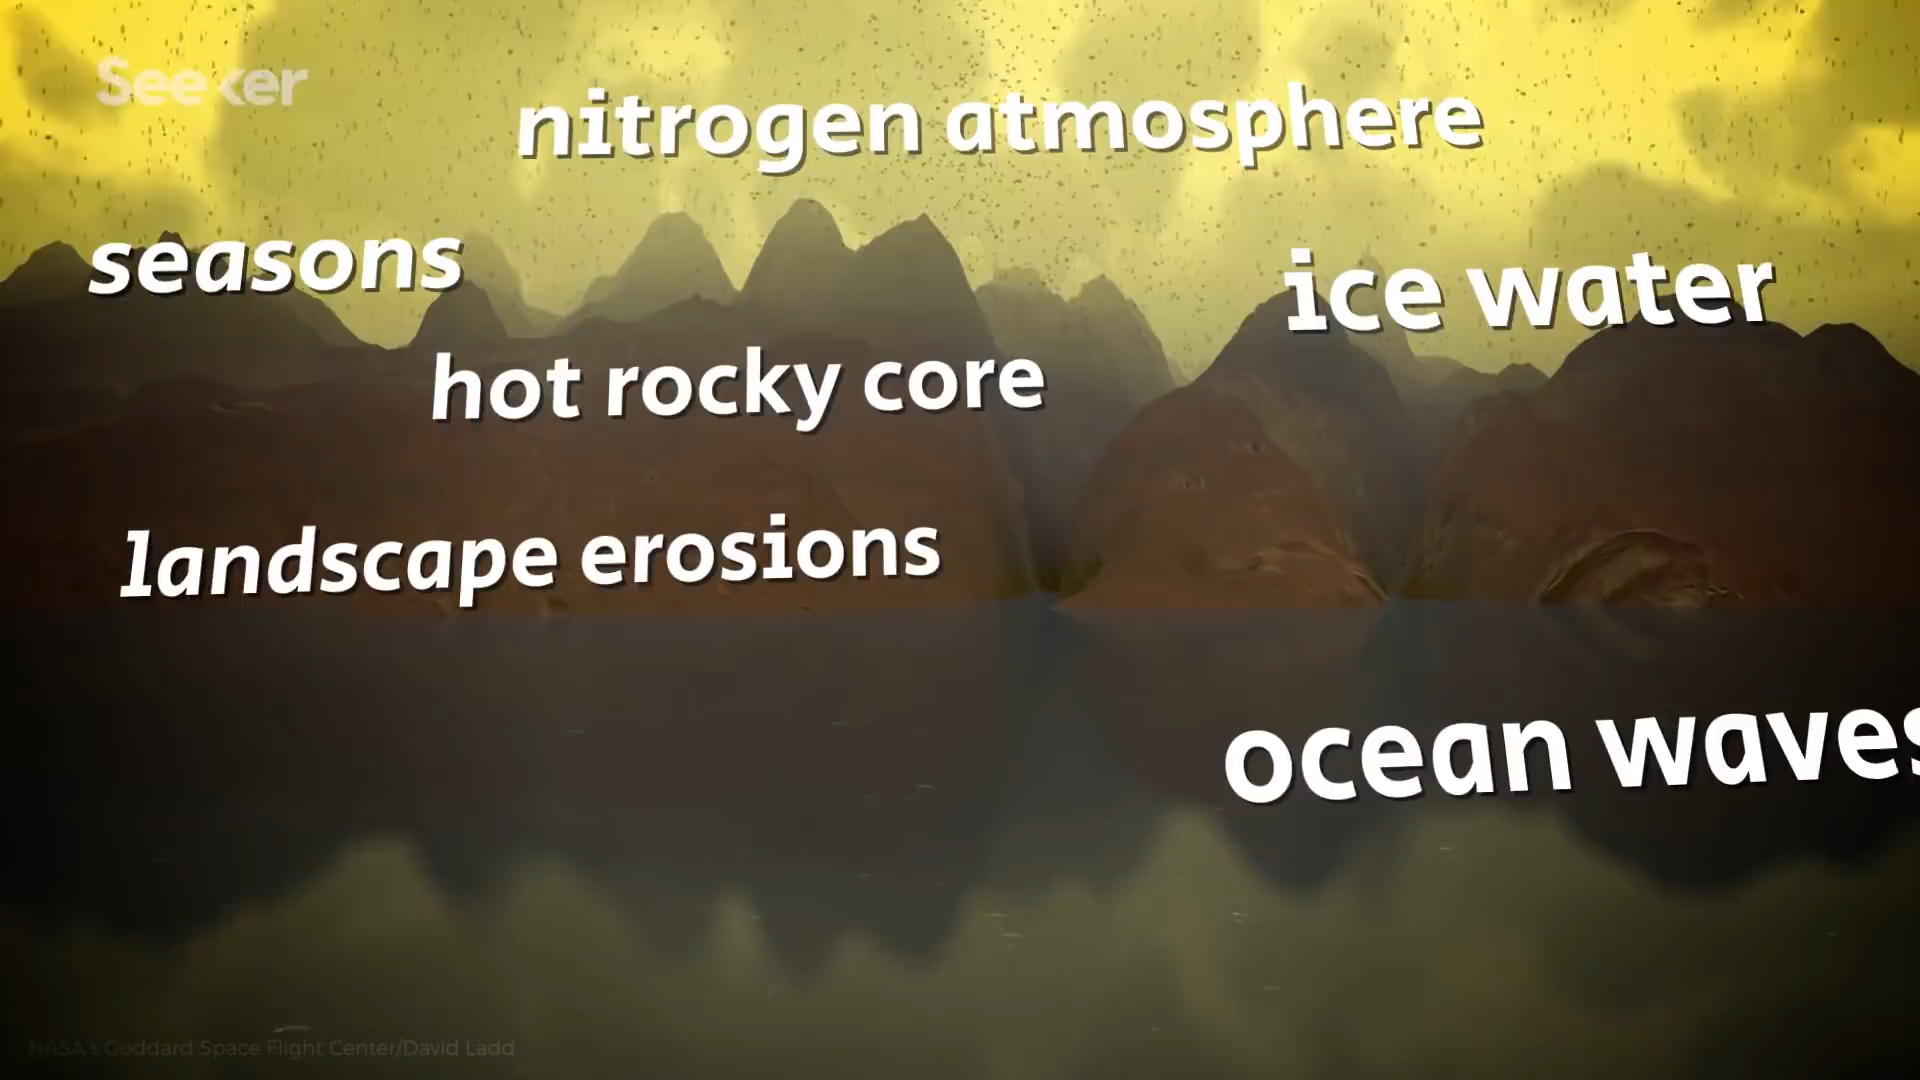 Seeker
nitrogen atmosphere
seasons
ice water
hot rocky core
landscape erosions
ocean waves
NASA's Goddard Space Flight Center/David Ladd